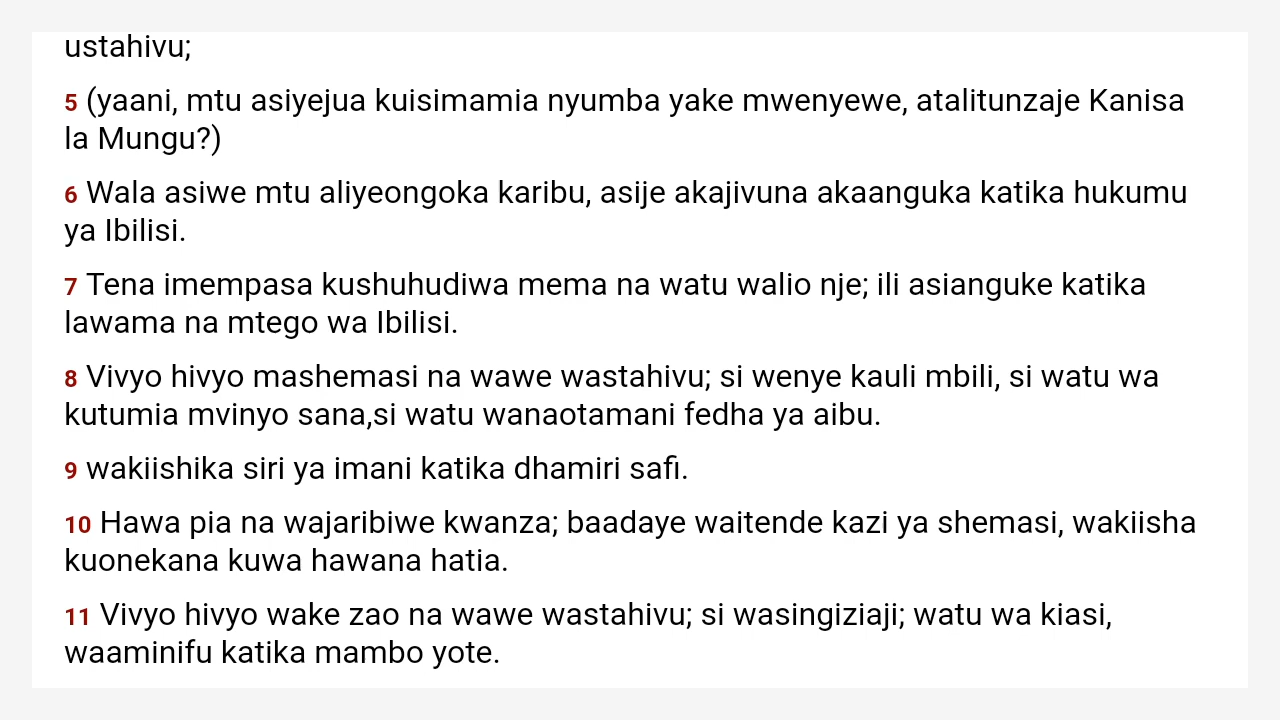 ustahivu;
5 (yaani, mtu asiyejua kuisimamia nyumba yake mwenyewe, atalitunzaje Kanisa
la Mungu?)
6 Wala asiwe mtu aliyeongoka karibu, asije akajivuna akaanguka katika hukumu
ya Ibilisi.
7 Tena imempasa kushuhudiwa mema na watu walio nje; ili asianguke katika
lawama na mtego wa Ibilisi.
8 Vivyo hivyo mashemasi na wawe wastahivu; si wenye kauli mbili, si watu wa
kutumia mvinyo sana,si watu wanaotamani fedha ya aibu.
9 wakiishika siri ya imani katika dhamiri safi.
10 Hawa pia na wajaribiwe kwanza; baadaye waitende kazi ya shemasi, wakiisha
kuonekana kuwa hawana hatia.
11 Vivyo hivyo wake zao na wawe wastahivu; si wasingiziaji; watu wa kiasi,
waaminifu katika mambo yote.